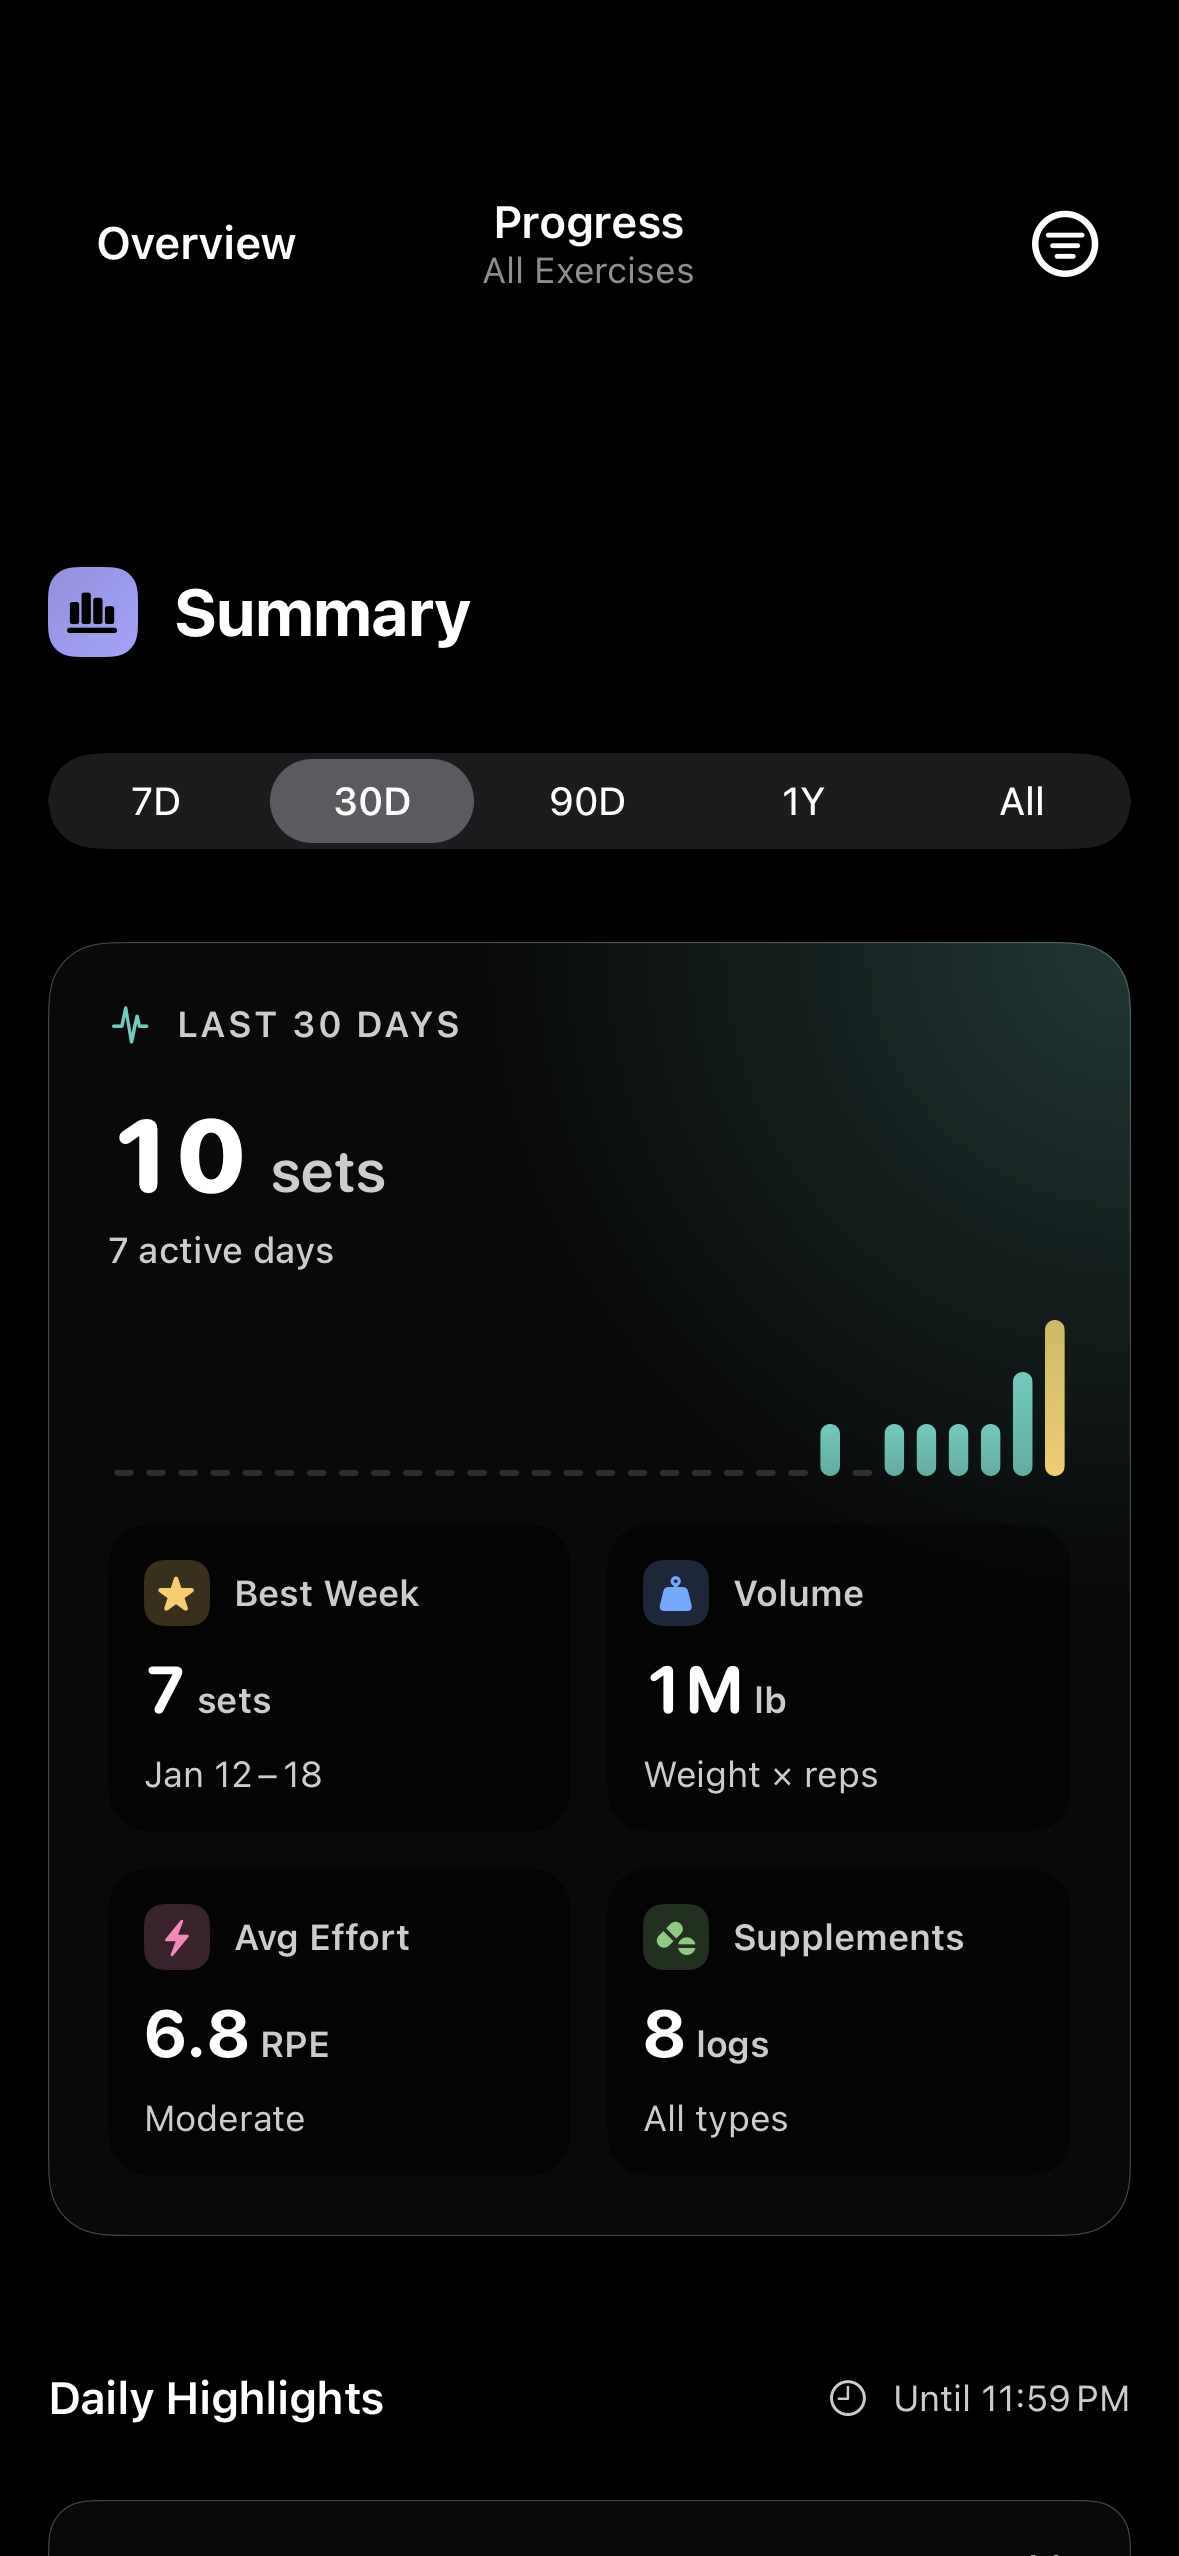 Overview
Progress
All Exercises
Summary
7D 30D 90D 1Y All
LAST 30 DAYS
10 sets
7 active days
Best Week
7 sets
Jan 12–18
Volume
1M lb
Weight × reps
Avg Effort
6.8 RPE
Moderate
Supplements
8 logs
All types
Daily Highlights
Until 11:59 PM